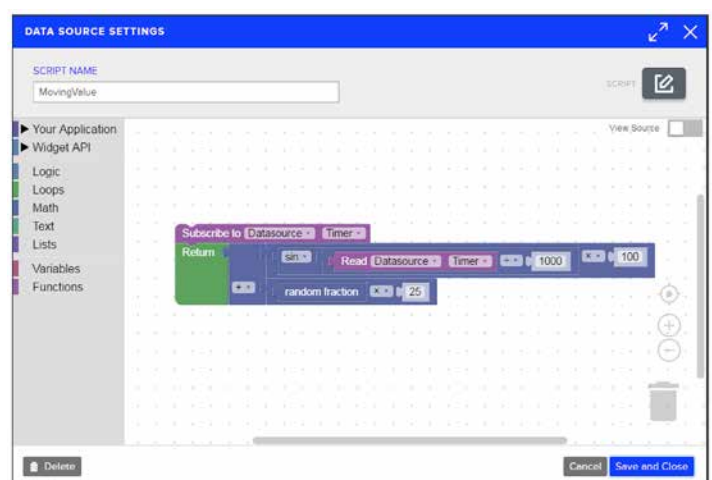 DATA SOURCE SETTINGS
SCRIPT NAME
MovingValue
SCRIPT
Your Application
Widget API
View Source
Logic
Loops
Math
Text
Lists
Variables
Functions
Subscribe to Datasource Timer
Return sin Read Datasource Timer ÷ 1000 × 100
+ random fraction × 25
Delete
Cancel Save and Close